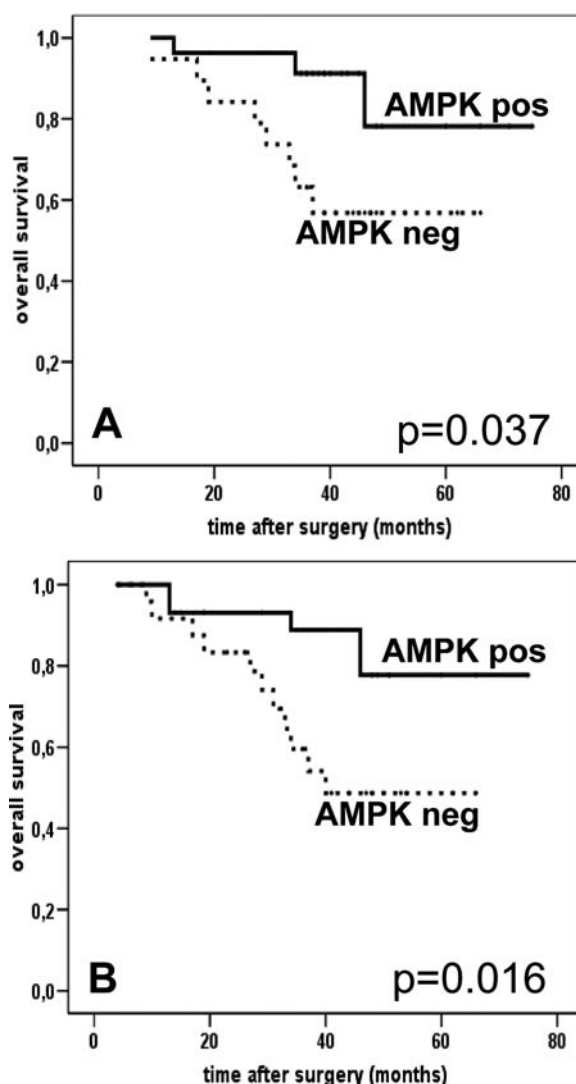 1,0
0,8
0,6
0,4
0,2
0,0
overall survival
AMPK pos
AMPK neg
A
p=0.037
0 20 40 60 80
time after surgery (months)
1,0
0,8
0,6
0,4
0,2
0,0
overall survival
AMPK pos
AMPK neg
B
p=0.016
0 20 40 60 80
time after surgery (months)